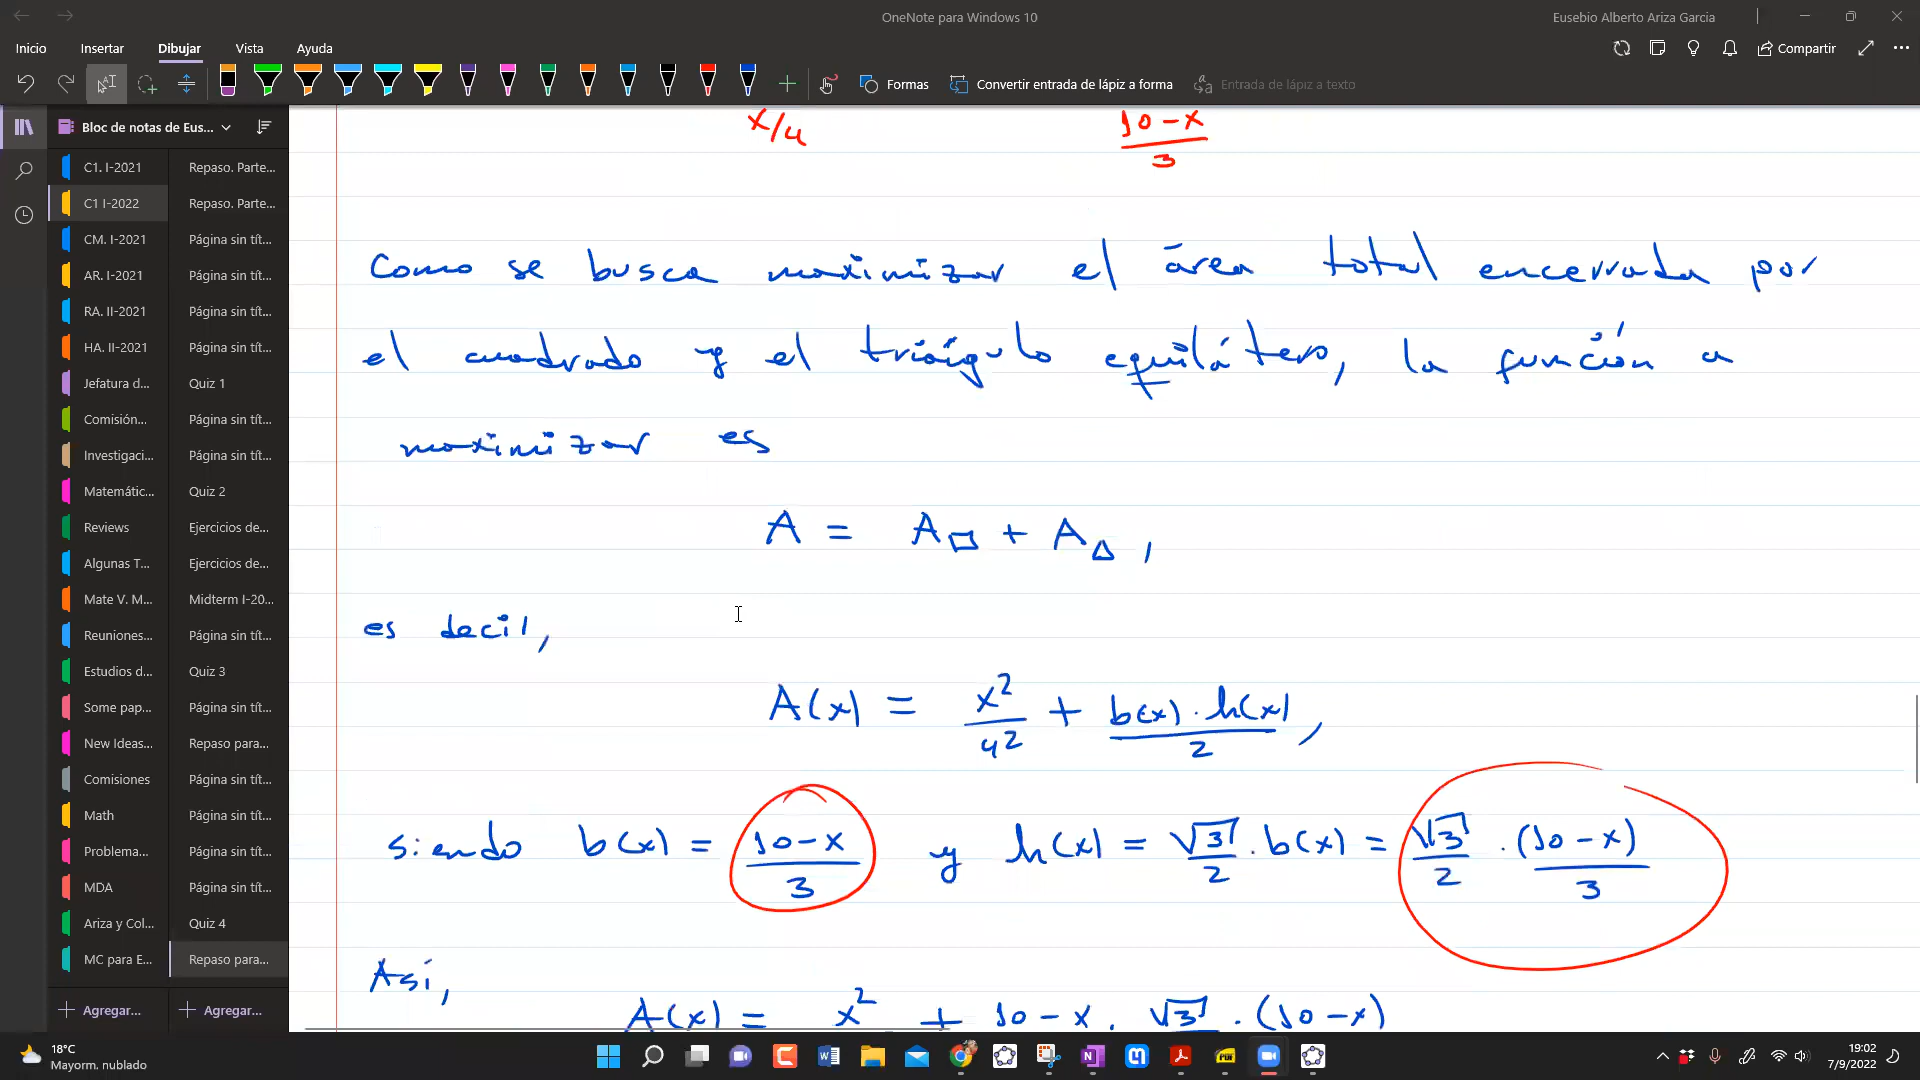 OneNote para Windows 10
Eusebio Alberto Ariza Garcia
Inicio
Insertar
Dibujar
Vista
Ayuda
Compartir
Formas
Convertir entrada de lápiz a forma
Entrada de lápiz a texto
Bloc de notas de Eus...
C1. I-2021
C1 I-2022
CM. I-2021
AR. I-2021
RA. II-2021
HA. II-2021
Jefatura d...
Comisión...
Investigaci...
Matemátic...
Reviews
Algunas T...
Mate V. M...
Reuniones...
Estudios d...
Some pap...
New Ideas...
Comisiones
Math
Problema...
MDA
Ariza y Col...
MC para E...
Agregar...
Repaso. Parte...
Repaso. Parte...
Página sin tít...
Página sin tít...
Página sin tít...
Página sin tít...
Quiz 1
Página sin tít...
Página sin tít...
Quiz 2
Ejercicios de...
Ejercicios de...
Midterm I-20...
Página sin tít...
Quiz 3
Página sin tít...
Repaso para...
Página sin tít...
Página sin tít...
Página sin tít...
Página sin tít...
Quiz 4
Repaso para...
Agregar...
x/4
10-x
3
Como se busca maximizar el área total encerrada por
el cuadrado y el triángulo equilátero, la función a
maximizar es
A = A□ + A△ ,
es decir,
A(x) = x²/4² + b(x)·h(x)/2 ,
siendo b(x) = (10-x)/3 y h(x) = √3/2 · b(x) = √3/2 · (10-x)/3
Así,
A(x) = x² + 10-x . √3 · (10-x)
18°C
Mayorm. nublado
19:02
7/9/2022